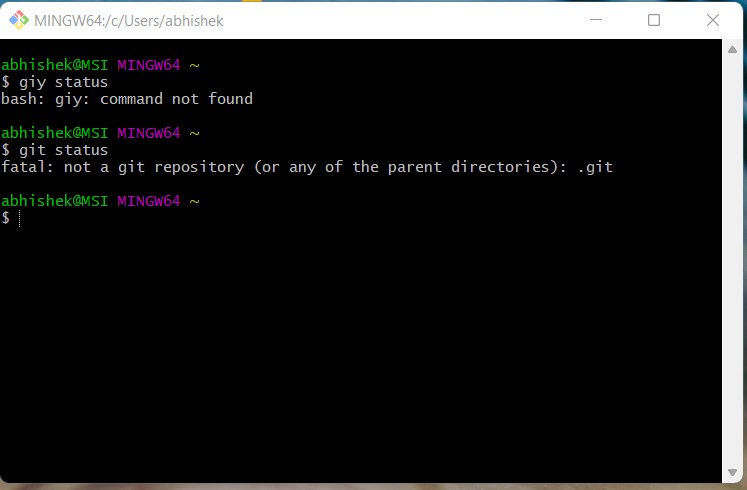 MINGW64:/c/Users/abhishek
abhishek@MSI MINGW64 ~
$ giy status
bash: giy: command not found
abhishek@MSI MINGW64 ~
$ git status
fatal: not a git repository (or any of the parent directories): .git
abhishek@MSI MINGW64 ~
$